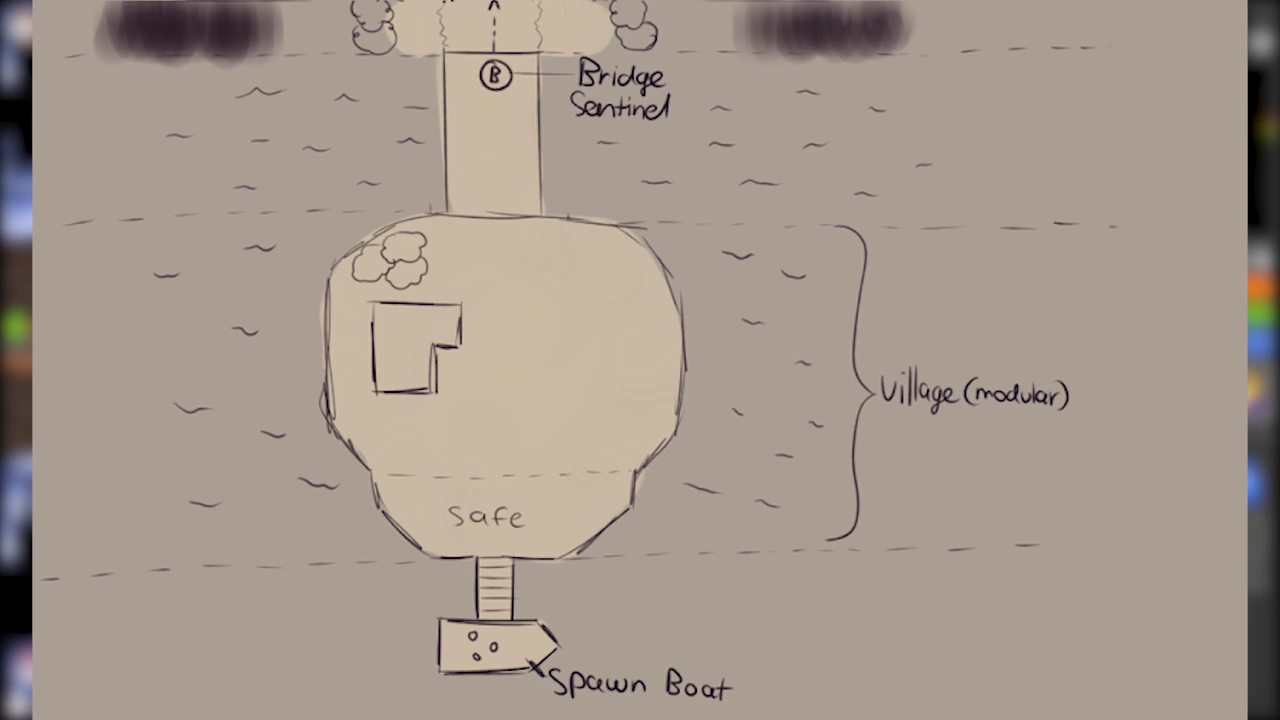 B
Bridge
Sentinel
Village (modular)
Safe
Spawn Boat